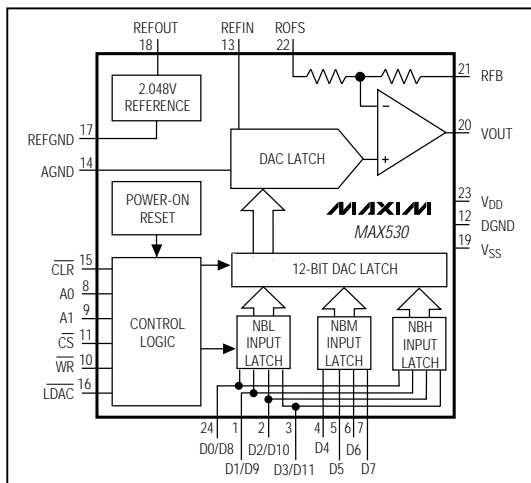 REFOUT
REFIN
ROFS
18
13
22
21
RFB
2.048V
REFERENCE
REFGND
17
20
VOUT
AGND
14
DAC LATCH
POWER-ON
RESET
MAXIM
MAX530
23
VDD
12
DGND
19
VSS
CLR
15
12-BIT DAC LATCH
A0
8
A1
9
CS
11
WR
10
LDAC
16
CONTROL
LOGIC
NBL
INPUT
LATCH
NBM
INPUT
LATCH
NBH
INPUT
LATCH
24
1
2
3
4
5
6
7
D0/D8
D2/D10
D4
D6
D1/D9
D3/D11
D5
D7